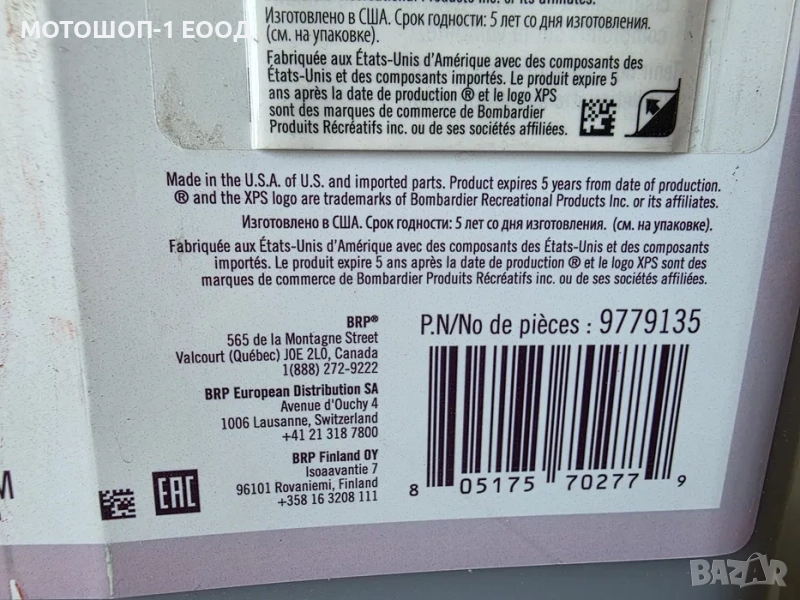 МОТОШОП-1 ЕООД
Products Inc. or its affiliates.
Изготовлено в США. Срок годности: 5 лет со дня изготовления.
(см. на упаковке).
Fabriquée aux États-Unis d'Amérique avec des composants des
États-Unis et des composants importés. Le produit expire 5
ans après la date de production ® et le logo XPS
sont des marques de commerce de Bombardier
Produits Récréatifs inc. ou de ses sociétés affiliées.
Made in the U.S.A. of U.S. and imported parts. Product expires 5 years from date of production.
® and the XPS logo are trademarks of Bombardier Recreational Products Inc. or its affiliates.
Изготовлено в США. Срок годности: 5 лет со дня изготовления. (см. на упаковке).
Fabriquée aux États-Unis d'Amérique avec des composants des États-Unis et des composants
importés. Le produit expire 5 ans après la date de production ® et le logo XPS sont des
marques de commerce de Bombardier Produits Récréatifs inc. ou de ses sociétés affiliées.
BRP®
565 de la Montagne Street
Valcourt (Québec) J0E 2L0, Canada
1(888) 272-9222
BRP European Distribution SA
Avenue d'Ouchy 4
1006 Lausanne, Switzerland
+41 21 318 7800
BRP Finland OY
Isoaavantie 7
96101 Rovaniemi, Finland
+358 16 3208 111
P.N/No de pièces : 9779135
8 05175 70277 9
EAC
M
BAZAR